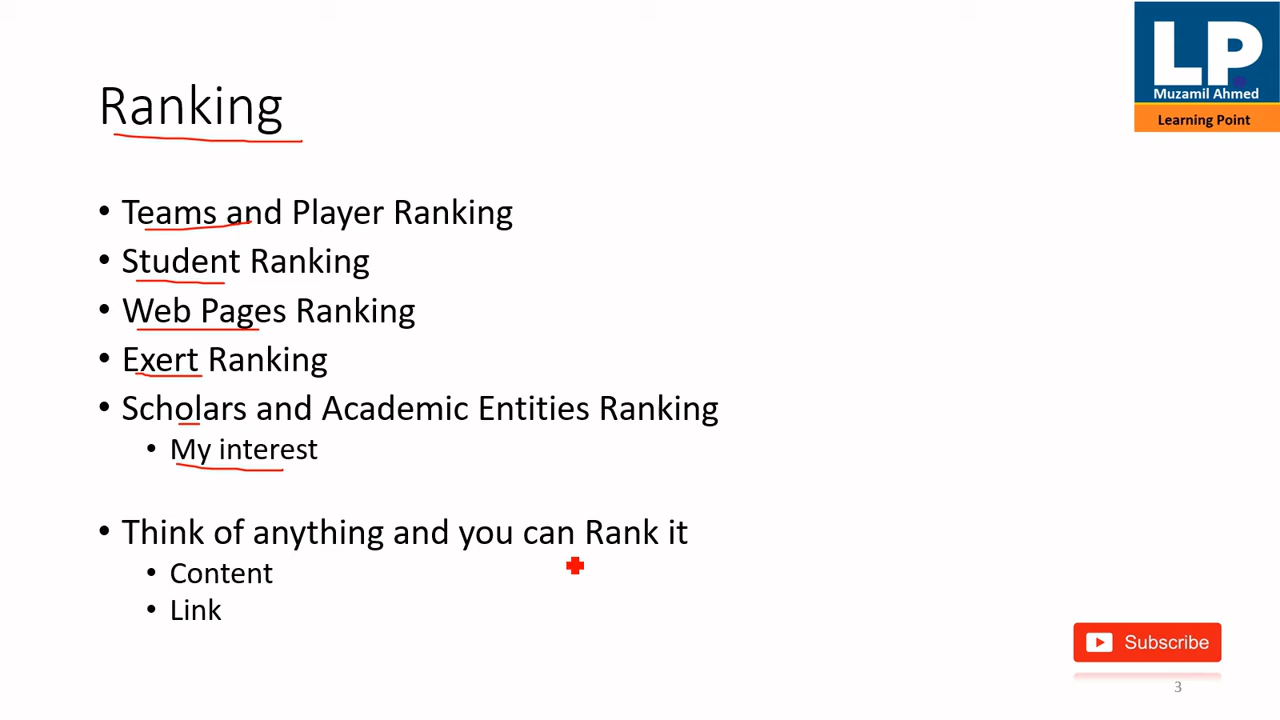 LP
Muzamil Ahmed
Learning Point
Ranking
• Teams and Player Ranking
• Student Ranking
• Web Pages Ranking
• Exert Ranking
• Scholars and Academic Entities Ranking
• My interest
• Think of anything and you can Rank it
• Content
• Link
Subscribe
3